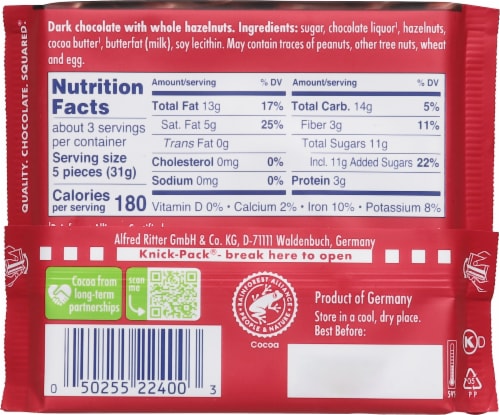 Dark chocolate with whole hazelnuts. Ingredients: sugar, chocolate liquor¹, hazelnuts,
cocoa butter¹, butterfat (milk), soy lecithin. May contain traces of peanuts, other tree nuts, wheat
and egg.
QUALITY. CHOCOLATE. SQUARED®
Nutrition
Facts
about 3 servings
per container
Serving size
5 pieces (31g)
Calories
per serving 180
Amount/serving % DV
Total Fat 13g 17%
Sat. Fat 5g 25%
Trans Fat 0g
Cholesterol 0mg 0%
Sodium 0mg 0%
Amount/serving % DV
Total Carb. 14g 5%
Fiber 3g 11%
Total Sugars 11g
Incl. 11g Added Sugars 22%
Protein 3g
Vitamin D 0% • Calcium 2% • Iron 10% • Potassium 8%
Alfred Ritter GmbH & Co. KG, D-71111 Waldenbuch, Germany
Knick-Pack® - break here to open
Cocoa from
long-term
partnerships
scan
me
RAINFOREST ALLIANCE
PEOPLE & NATURE
Cocoa
Product of Germany
Store in a cool, dry place.
Best Before:
0 50255 22400 3
K
05
PP